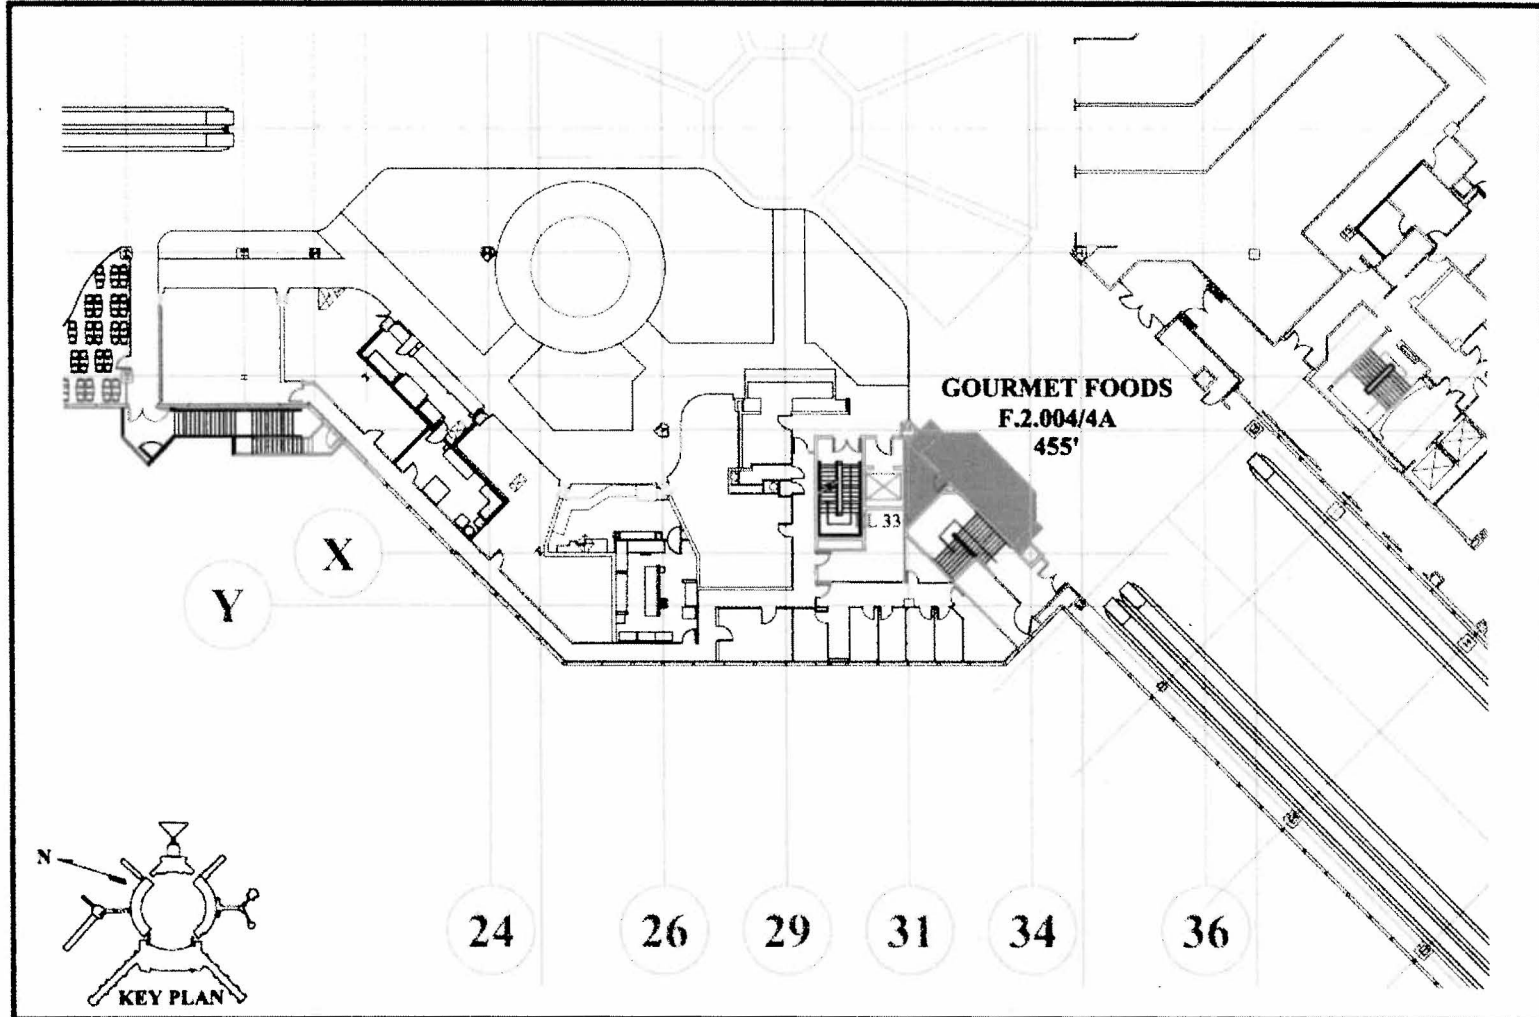 GOURMET FOODS
F.2.004/4A
455'
L 33
X
Y
24
26
29
31
34
36
N
KEY PLAN